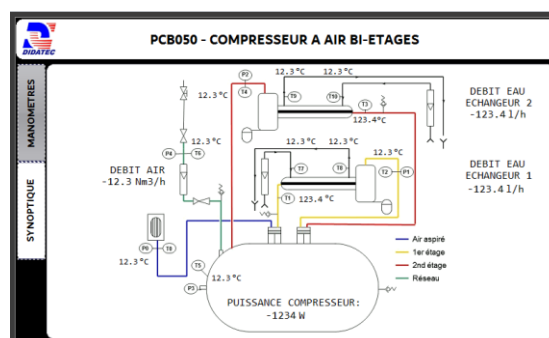 DIDATEC
PCB050 - COMPRESSEUR A AIR BI-ETAGES
MANOMETRES
SYNOPTIQUE
P2
T4
12.3 °C
12.3 °C
12.3 °C
T9
T10
T3
123.4°C
DEBIT EAU
ECHANGEUR 2
-123.4 l/h
12.3 °C
P4
T6
12.3 °C
12.3 °C
12.3 °C
DEBIT AIR
-12.3 Nm3/h
T7
T8
T2
P1
DEBIT EAU
ECHANGEUR 1
-123.4 l/h
T1
123.4 °C
P0
T0
12.3 °C
T5
12.3 °C
P3
PUISSANCE COMPRESSEUR:
-1234 W
Air aspiré
1er étage
2nd étage
Réseau